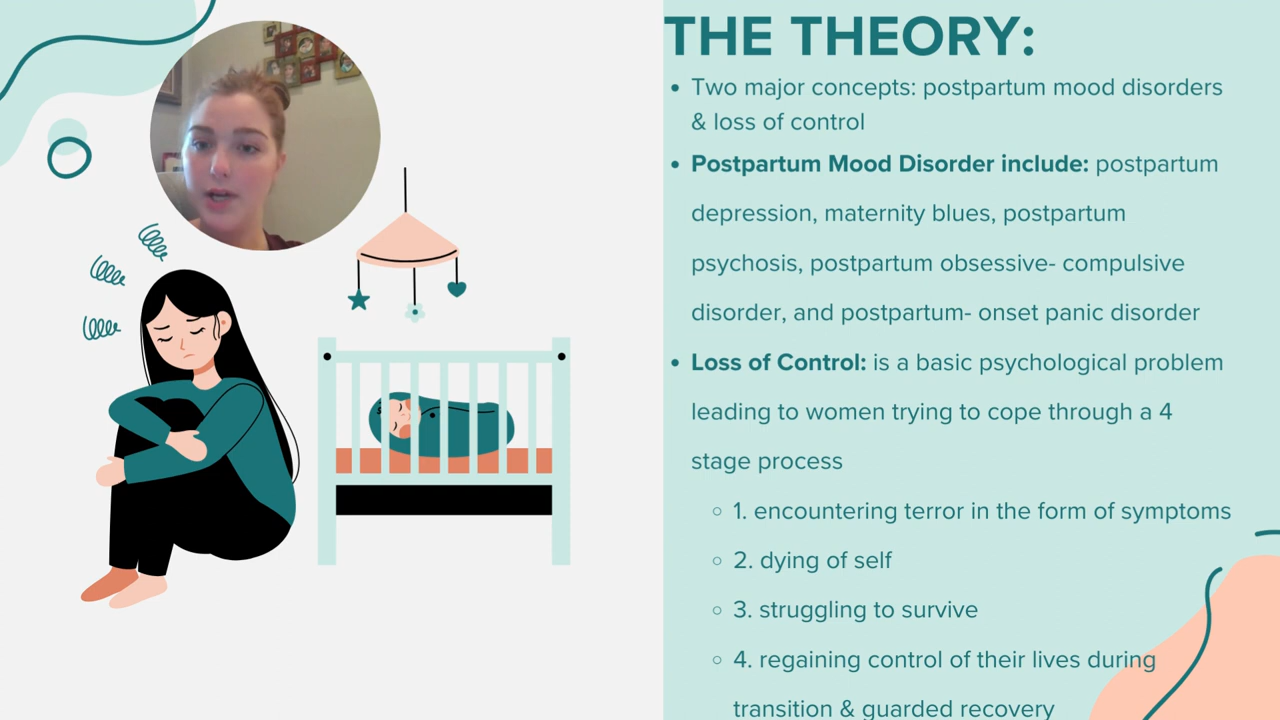 THE THEORY:
• Two major concepts: postpartum mood disorders
& loss of control
• Postpartum Mood Disorder include: postpartum
depression, maternity blues, postpartum
psychosis, postpartum obsessive- compulsive
disorder, and postpartum- onset panic disorder
• Loss of Control: is a basic psychological problem
leading to women trying to cope through a 4
stage process
◦ 1. encountering terror in the form of symptoms
◦ 2. dying of self
◦ 3. struggling to survive
◦ 4. regaining control of their lives during
transition & guarded recovery